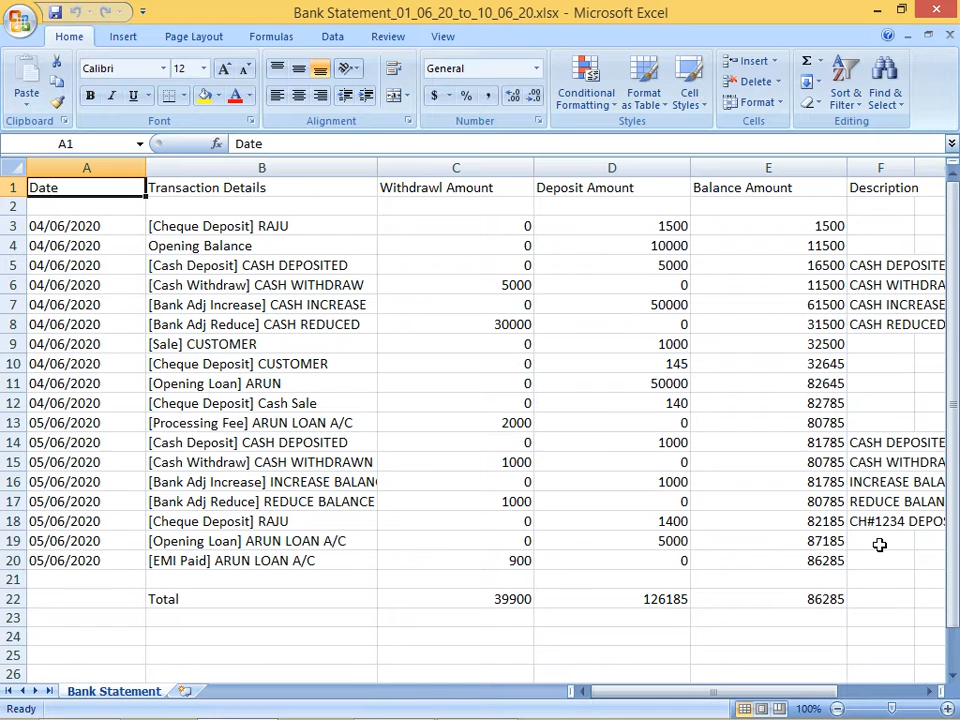 Bank Statement_01_06_20_to_10_06_20.xlsx - Microsoft Excel
Home Insert Page Layout Formulas Data Review View
Paste Calibri 12 A A General Conditional Formatting Format as Table Cell Styles Insert Delete Format Σ Sort & Filter Find & Select
B I U A $ % , .0 .00 .00 .0
Clipboard Font Alignment Number Styles Cells Editing
A1 fx Date
A B C D E F
1 Date Transaction Details Withdrawl Amount Deposit Amount Balance Amount Description
2
3 04/06/2020 [Cheque Deposit] RAJU 0 1500 1500
4 04/06/2020 Opening Balance 0 10000 11500
5 04/06/2020 [Cash Deposit] CASH DEPOSITED 0 5000 16500 CASH DEPOSITE
6 04/06/2020 [Cash Withdraw] CASH WITHDRAW 5000 0 11500 CASH WITHDRA
7 04/06/2020 [Bank Adj Increase] CASH INCREASE 0 50000 61500 CASH INCREASE
8 04/06/2020 [Bank Adj Reduce] CASH REDUCED 30000 0 31500 CASH REDUCED
9 04/06/2020 [Sale] CUSTOMER 0 1000 32500
10 04/06/2020 [Cheque Deposit] CUSTOMER 0 145 32645
11 04/06/2020 [Opening Loan] ARUN 0 50000 82645
12 04/06/2020 [Cheque Deposit] Cash Sale 0 140 82785
13 05/06/2020 [Processing Fee] ARUN LOAN A/C 2000 0 80785
14 05/06/2020 [Cash Deposit] CASH DEPOSITED 0 1000 81785 CASH DEPOSITE
15 05/06/2020 [Cash Withdraw] CASH WITHDRAWN 1000 0 80785 CASH WITHDRA
16 05/06/2020 [Bank Adj Increase] INCREASE BALAN 0 1000 81785 INCREASE BALA
17 05/06/2020 [Bank Adj Reduce] REDUCE BALANCE 1000 0 80785 REDUCE BALAN
18 05/06/2020 [Cheque Deposit] RAJU 0 1400 82185 CH#1234 DEPOS
19 05/06/2020 [Opening Loan] ARUN LOAN A/C 0 5000 87185
20 05/06/2020 [EMI Paid] ARUN LOAN A/C 900 0 86285
21
22 Total 39900 126185 86285
23
24
25
26
Bank Statement
Ready 100%